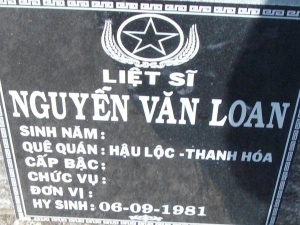 LIỆT SĨ
NGUYỄN VĂN LOAN
SINH NĂM :
QUÊ QUÁN : HẬU LỘC -THANH HÓA
CẤP BẬC :
CHỨC VỤ :
ĐƠN VỊ :
HY SINH : 06-09-1981